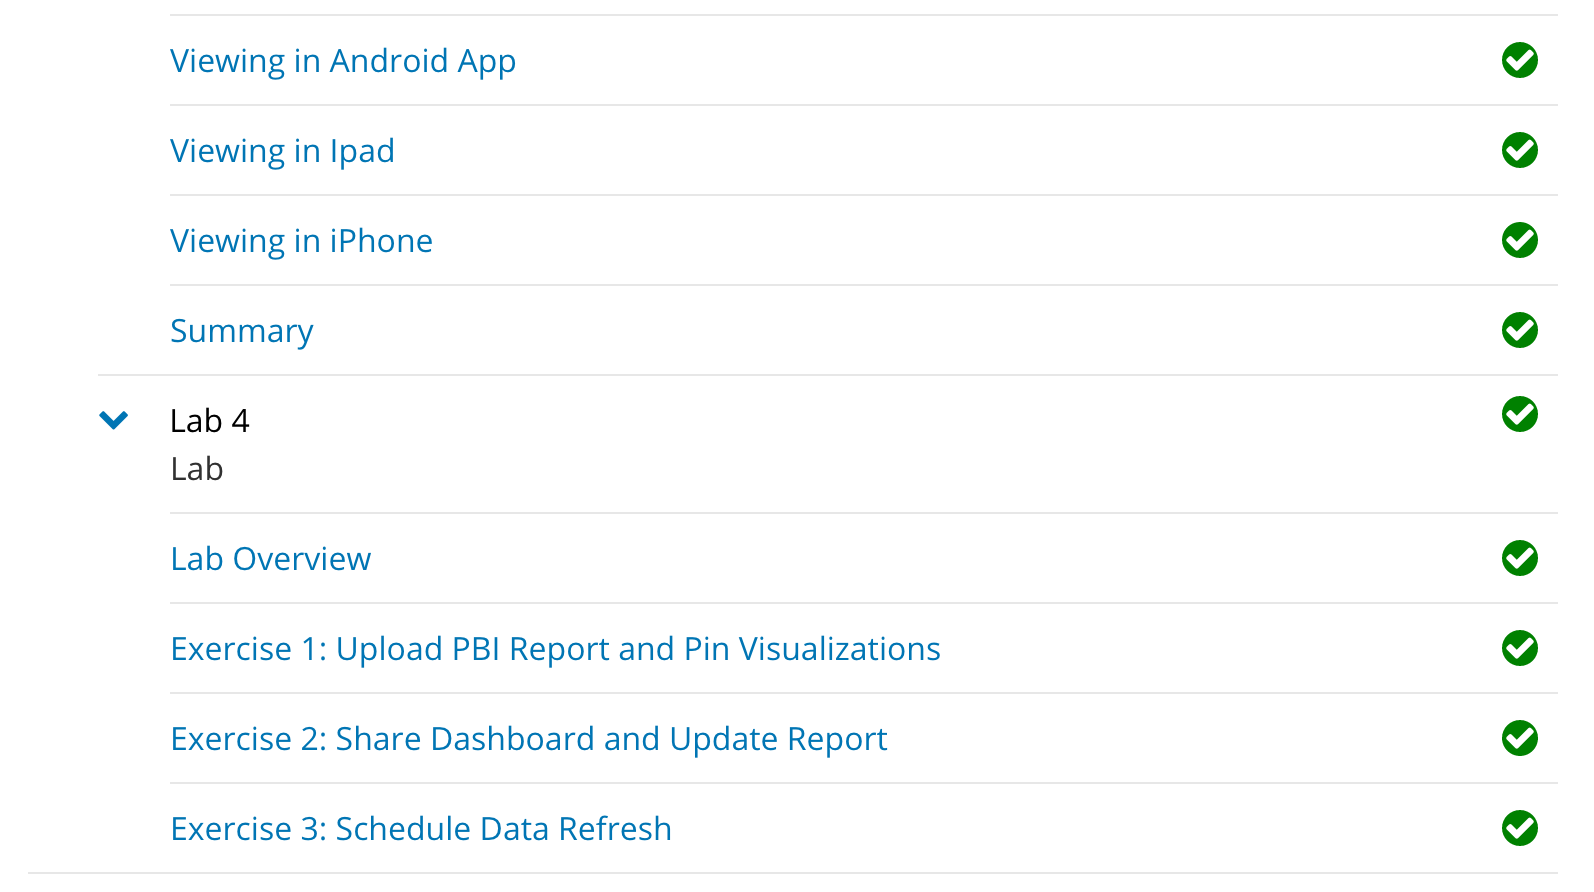 Viewing in Android App
Viewing in Ipad
Viewing in iPhone
Summary
Lab 4
Lab
Lab Overview
Exercise 1: Upload PBI Report and Pin Visualizations
Exercise 2: Share Dashboard and Update Report
Exercise 3: Schedule Data Refresh